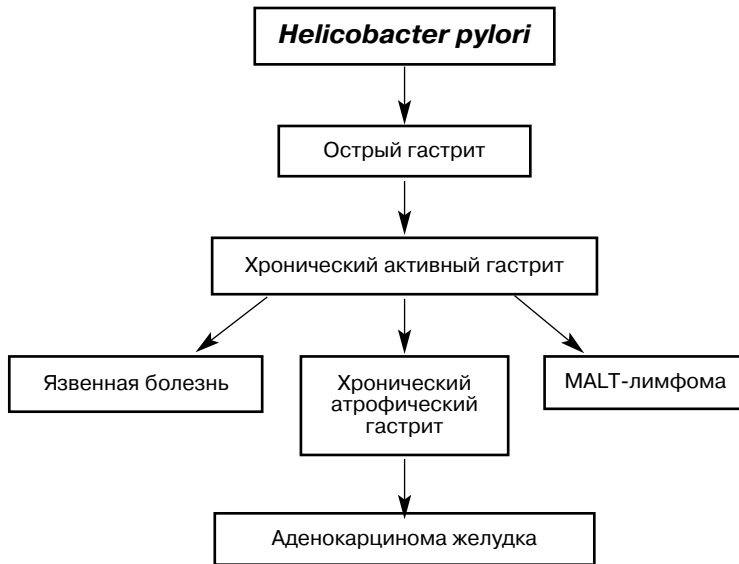 Helicobacter pylori
Острый гастрит
Хронический активный гастрит
Язвенная болезнь
Хронический
атрофический
гастрит
MALT-лимфома
Аденокарцинома желудка